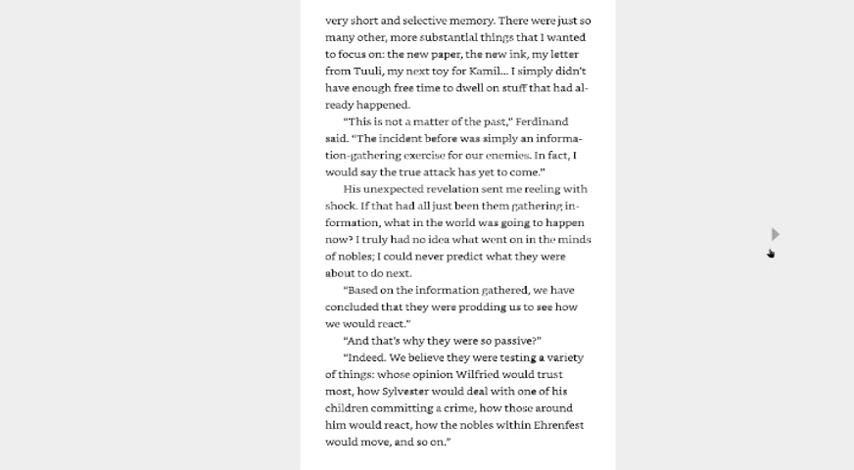 very short and selective memory. There were just so
many other, more substantial things that I wanted
to focus on: the new paper, the new ink, my letter
from Tuuli, my next toy for Kamil... I simply didn't
have enough free time to dwell on stuff that had al-
ready happened.
"This is not a matter of the past," Ferdinand
said. "The incident before was simply an informa-
tion-gathering exercise for our enemies. In fact, I
would say the true attack has yet to come."
His unexpected revelation sent me reeling with
shock. If that had all just been them gathering in-
formation, what in the world was going to happen
now? I truly had no idea what went on in the minds
of nobles; I could never predict what they were
about to do next.
"Based on the information gathered, we have
concluded that they were prodding us to see how
we would react."
"And that's why they were so passive?"
"Indeed. We believe they were testing a variety
of things: whose opinion Wilfried would trust
most, how Sylvester would deal with one of his
children committing a crime, how those around
him would react, how the nobles within Ehrenfest
would move, and so on."